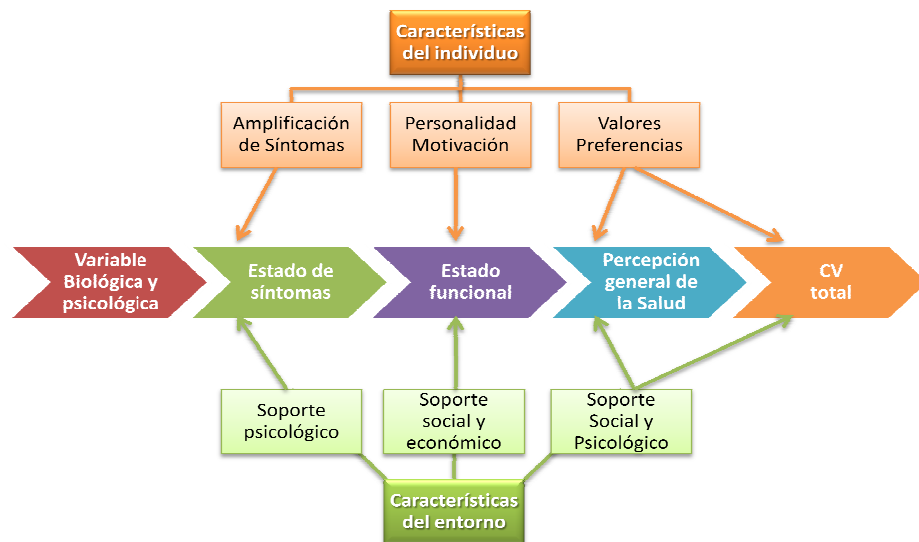 Características
del individuo
Amplificación
de Síntomas
Personalidad
Motivación
Valores
Preferencias
Variable
Biológica y
psicológica
Estado de
síntomas
Estado
funcional
Percepción
general de
la Salud
CV
total
Soporte
psicológico
Soporte
social y
económico
Soporte
Social y
Psicológico
Características
del entorno